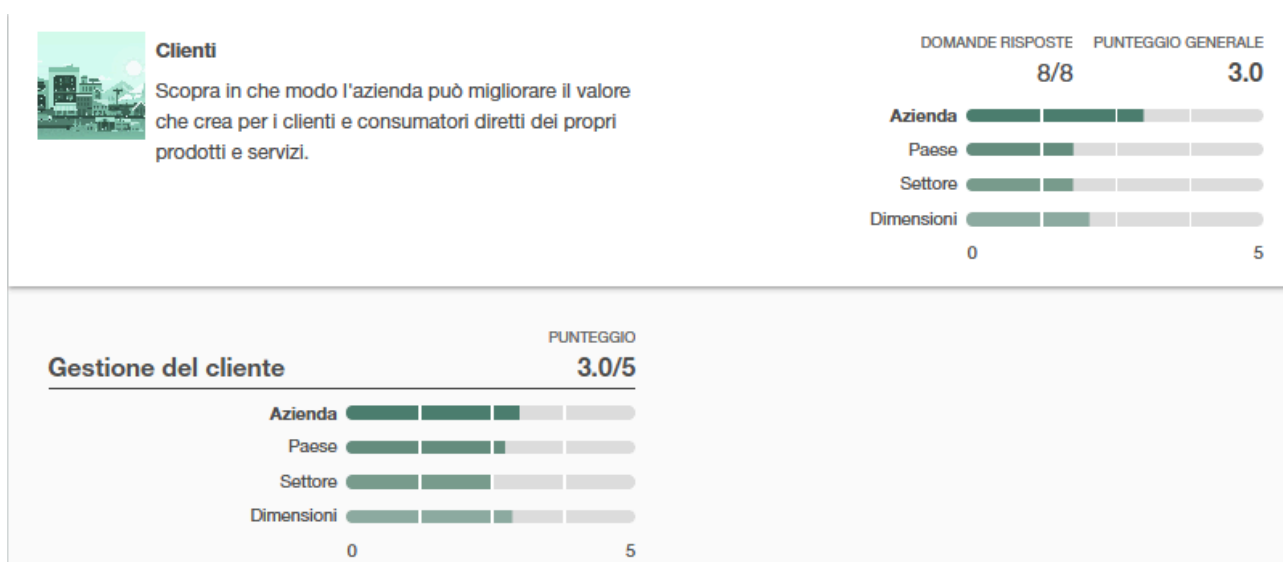 Clienti
Scopra in che modo l'azienda può migliorare il valore
che crea per i clienti e consumatori diretti dei propri
prodotti e servizi.
DOMANDE RISPOSTE PUNTEGGIO GENERALE
8/8 3.0
Azienda
Paese
Settore
Dimensioni
0 5
PUNTEGGIO
Gestione del cliente 3.0/5
Azienda
Paese
Settore
Dimensioni
0 5